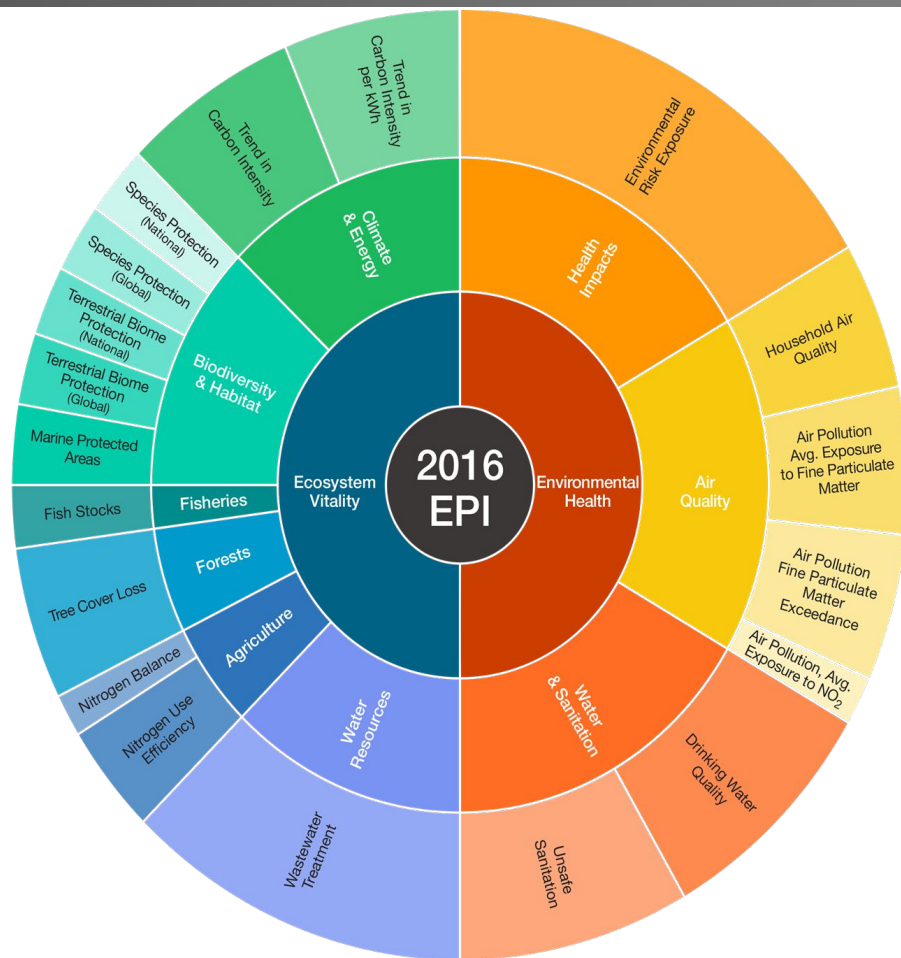 2016
EPI
Ecosystem
Vitality
Environmental
Health
Climate
& Energy
Biodiversity
& Habitat
Fisheries
Forests
Agriculture
Water
Resources
Health
Impacts
Air
Quality
Water
& Sanitation
Trend in
Carbon Intensity
per kWh
Trend in
Carbon Intensity
Species Protection
(National)
Species Protection
(Global)
Terrestrial Biome
Protection
(National)
Terrestrial Biome
Protection
(Global)
Marine Protected
Areas
Fish Stocks
Tree Cover Loss
Nitrogen Balance
Nitrogen Use
Efficiency
Wastewater
Treatment
Environmental
Risk Exposure
Household Air
Quality
Air Pollution
Avg. Exposure
to Fine Particulate
Matter
Air Pollution
Fine Particulate
Matter
Exceedance
Air Pollution, Avg.
Exposure to NO₂
Drinking Water
Quality
Unsafe
Sanitation